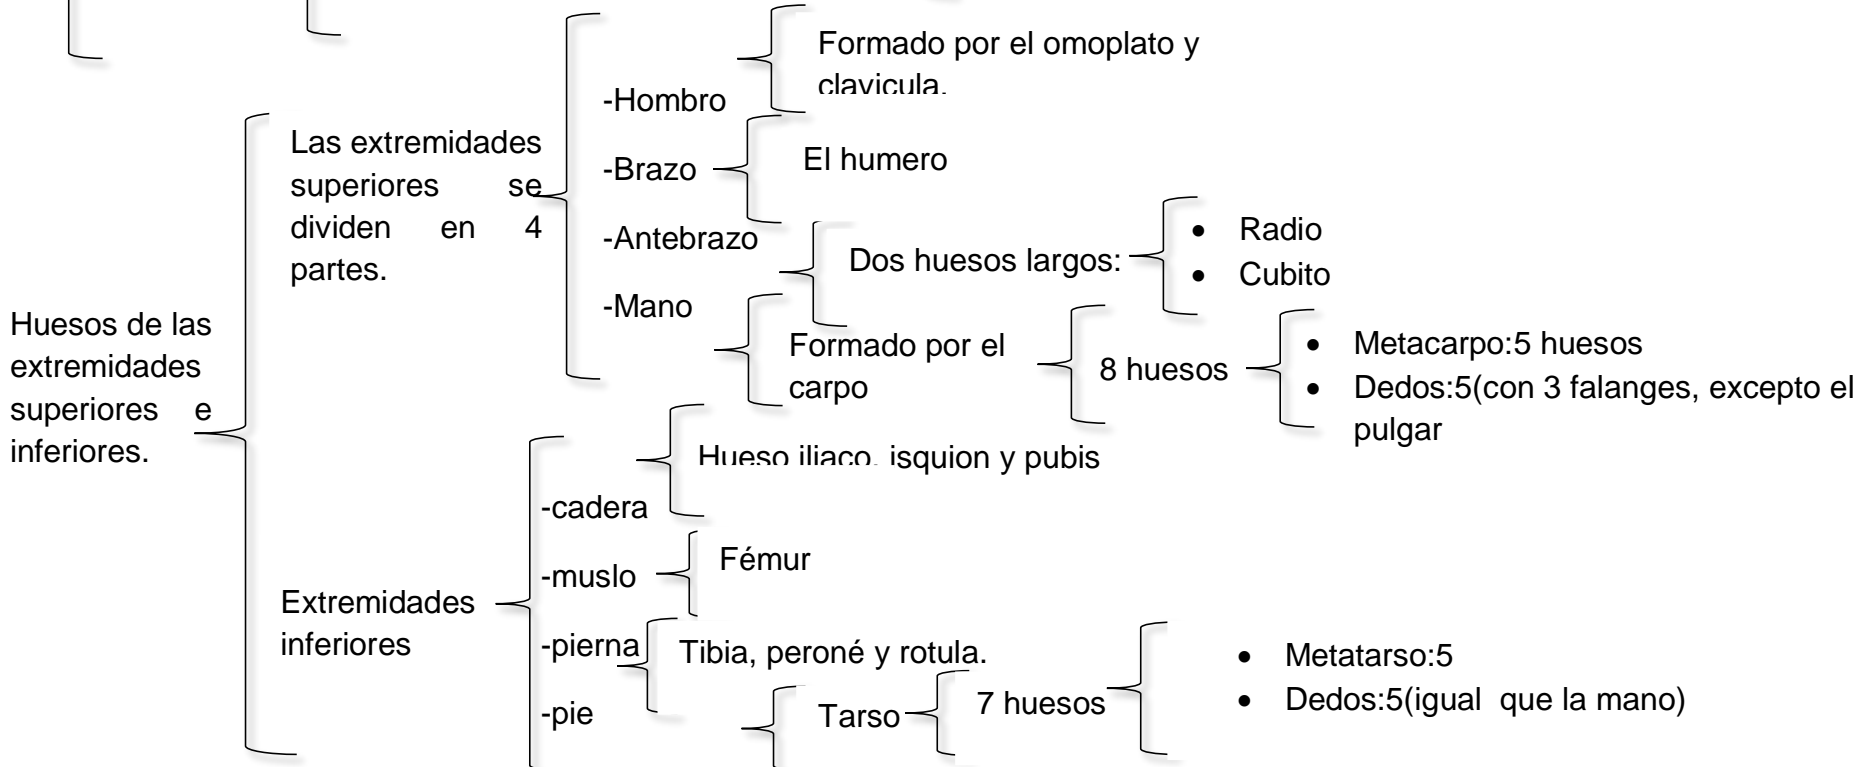 Huesos de las
extremidades
superiores e
inferiores.
Las extremidades
superiores se
dividen en 4
partes.
-Hombro
Formado por el omoplato y
clavicula.
-Brazo
El humero
-Antebrazo
Dos huesos largos:
• Radio
• Cubito
-Mano
Formado por el
carpo
8 huesos
• Metacarpo:5 huesos
• Dedos:5(con 3 falanges, excepto el
pulgar
Extremidades
inferiores
-cadera
Hueso iliaco, isquion y pubis
-muslo
Fémur
-pierna
Tibia, peroné y rotula.
-pie
Tarso
7 huesos
• Metatarso:5
• Dedos:5(igual que la mano)